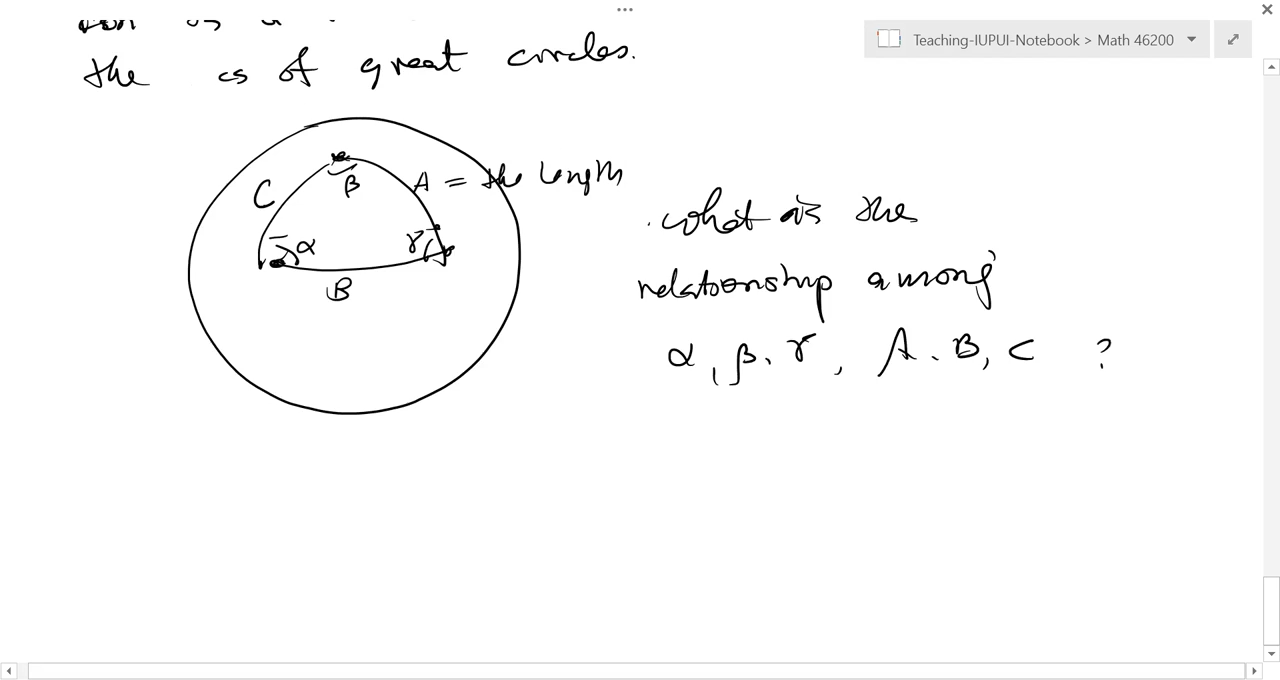 Teaching-IUPUI-Notebook > Math 46200
the cs of great circles.
C
β
A = the length
α
γ
B
. what is the
relationship among
α, β, γ, A. B, C ?